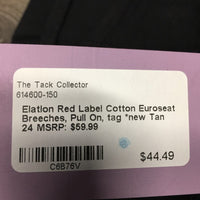 The Tack Collector
614600-150
Elation Red Label Cotton Euroseat
Breeches, Pull On, tag *new Tan
24 MSRP: $59.99
$44.49
C6B76V